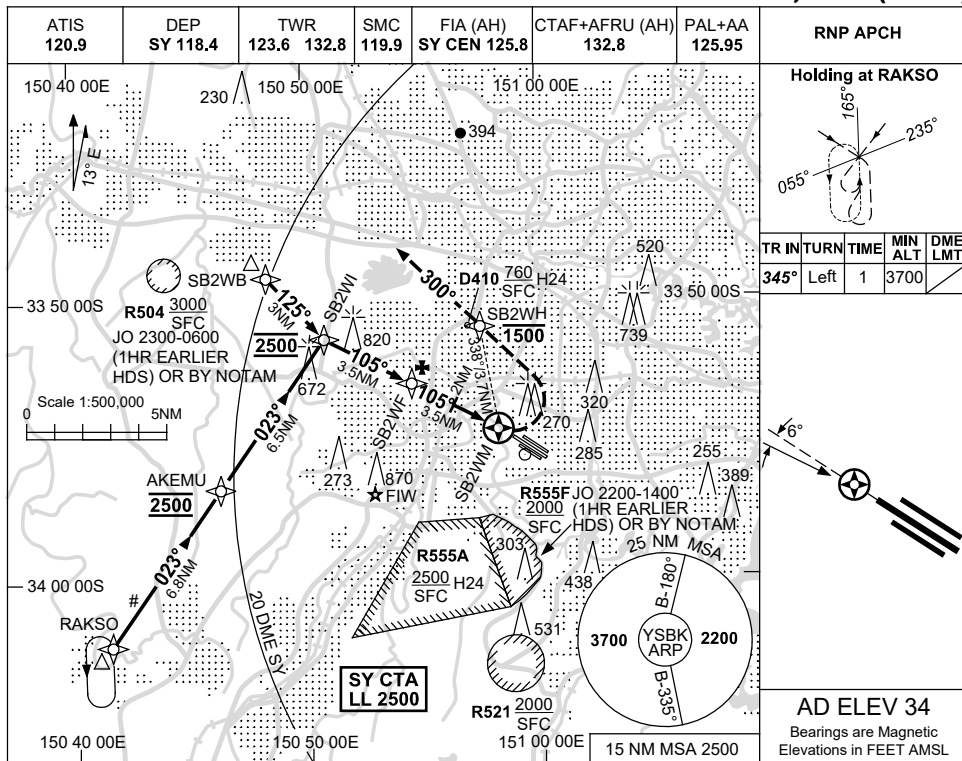 ATIS
120.9
DEP
SY 118.4
TWR
123.6 132.8
SMC
119.9
FIA (AH)
SY CEN 125.8
CTAF+AFRU (AH)
132.8
PAL+AA
125.95
RNP APCH
150 40 00E
150 50 00E
151 00 00E
230
394
13° E
520
SB2WB
125°
3NM
SB2WI
300°
D410 760 H24
SFC
33 50 00S
R504 3000
SFC
JO 2300-0600
(1HR EARLIER
HDS) OR BY NOTAM
33 50 00S
SB2WH
1500
739
2500
820
672
105°
3.5NM
338°/3.7NM
2NM
105°
3.5NM
SB2WF
270
320
285
Scale 1:500,000
0
5NM
023°
6.5NM
273
870
FIW
SB2WM
255
389
AKEMU
2500
R555F JO 2200-1400
2000 (1HR EARLIER
SFC HDS) OR BY NOTAM
R555A
2500 H24
SFC
303
438
25 NM MSA
34 00 00S
023°
6.8NM
#
RAKSO
20 DME SY
531
B-180°
3700
YSBK
ARP
2200
B-335°
SY CTA
LL 2500
R521 2000
SFC
150 40 00E
150 50 00E
151 00 00E
15 NM MSA 2500
Holding at RAKSO
165°
235°
055°
TR IN
TURN
TIME
MIN
ALT
DME
LMT
345°
Left
1
3700
6°
AD ELEV 34
Bearings are Magnetic
Elevations in FEET AMSL